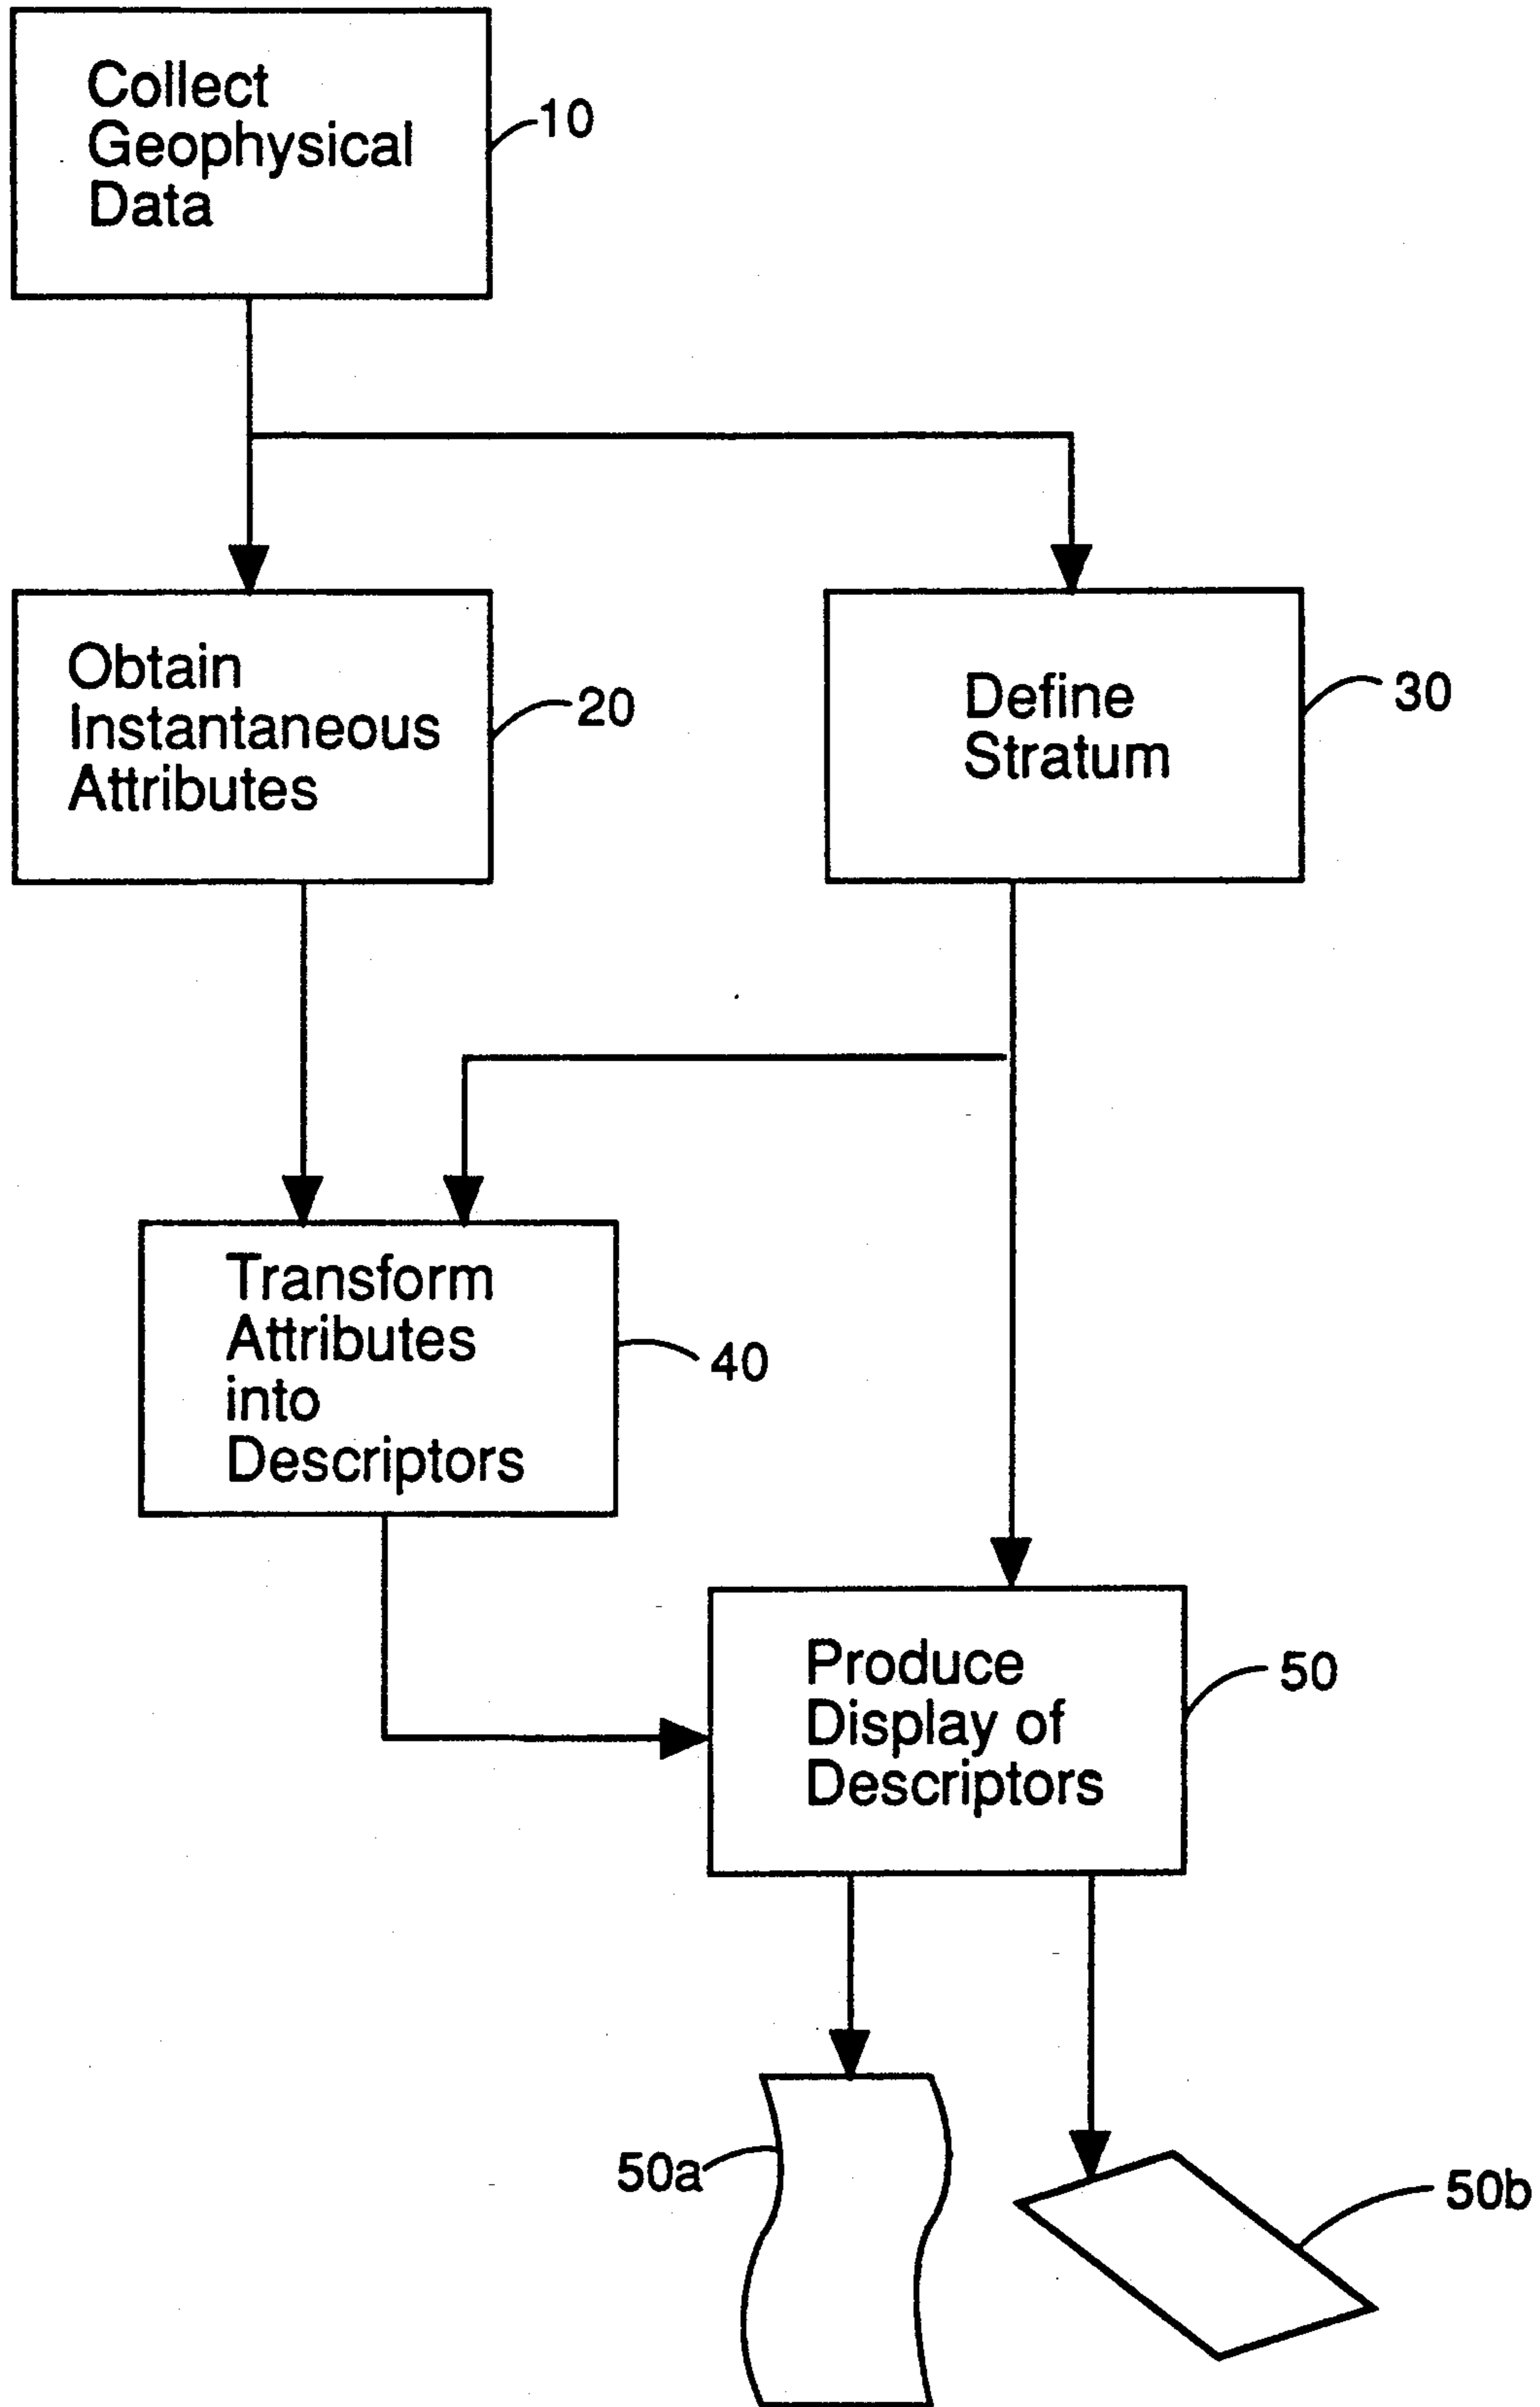 Collect
Geophysical
Data
10
Obtain
Instantaneous
Attributes
20
Define
Stratum
30
Transform
Attributes
into
Descriptors
40
Produce
Display of
Descriptors
50
50a
50b